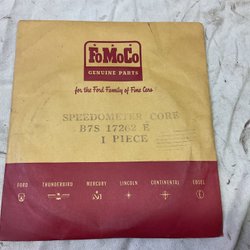 FoMoCo
GENUINE PARTS
for the Ford Family of Fine Cars
SPEEDOMETER CORE
B7S 17262 E
1 PIECE
FORD THUNDERBIRD MERCURY LINCOLN CONTINENTAL EDSEL